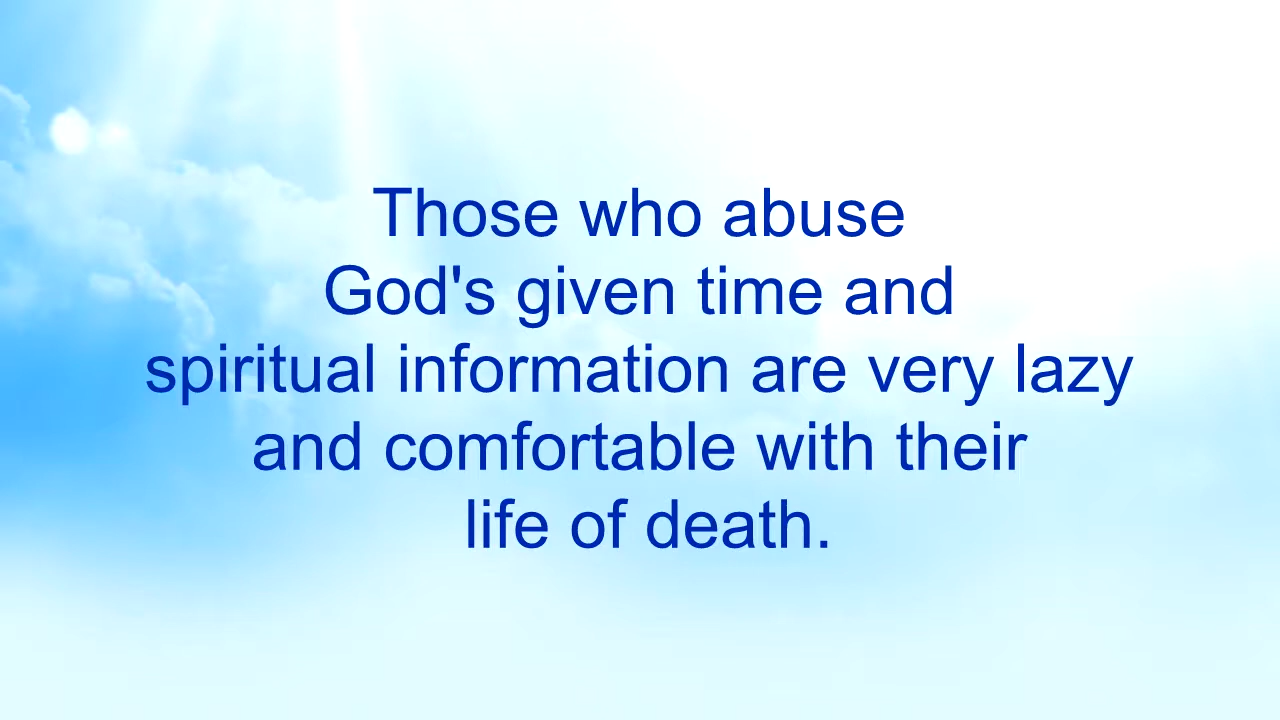 Those who abuse
God's given time and
spiritual information are very lazy
and comfortable with their
life of death.